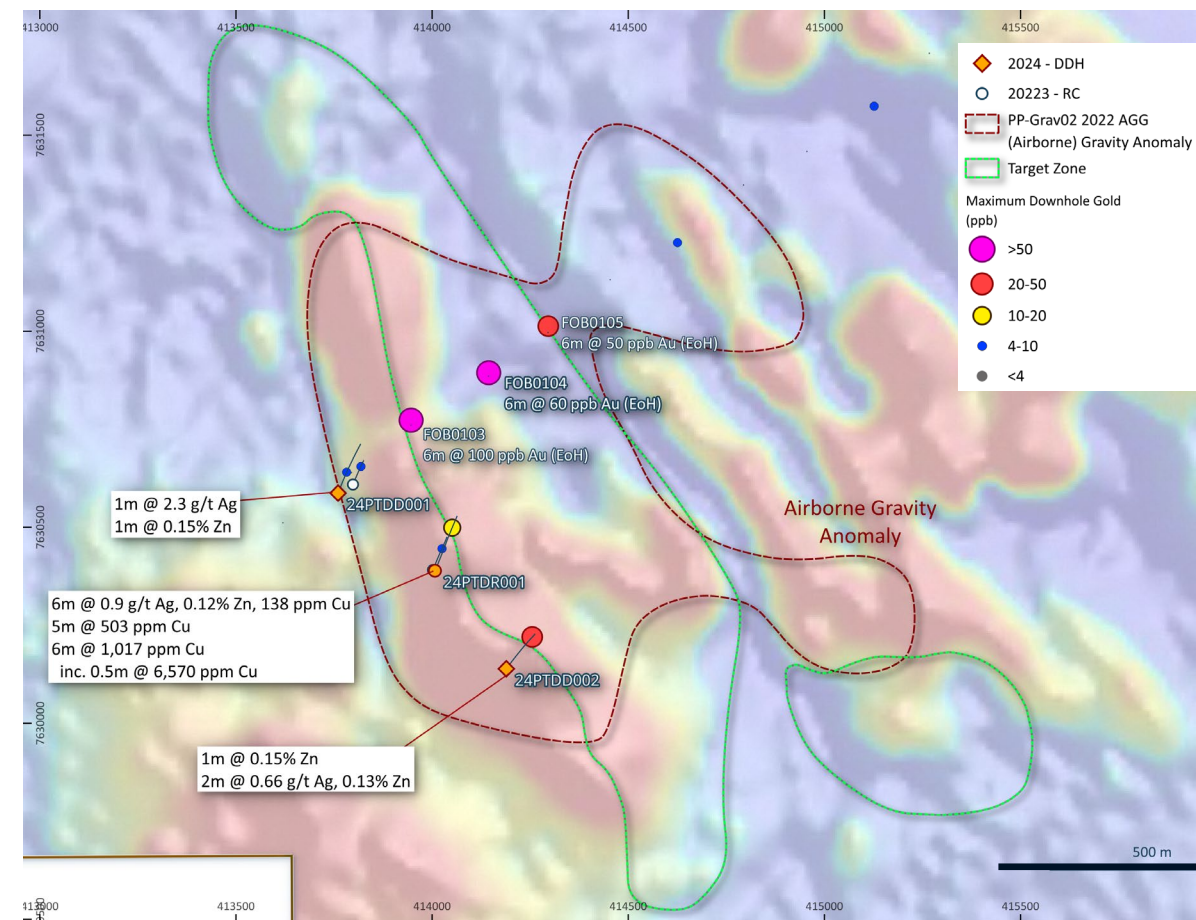 413000
413500
414000
414500
415000
415500
7631500
7631000
7630500
7630000
2024 - DDH
20223 - RC
PP-Grav02 2022 AGG
(Airborne) Gravity Anomaly
Target Zone
Maximum Downhole Gold
(ppb)
>50
20-50
10-20
4-10
<4
FOB0105
6m @ 50 ppb Au (EoH)
FOB0104
6m @ 60 ppb Au (EoH)
FOB0103
6m @ 100 ppb Au (EoH)
1m @ 2.3 g/t Ag
1m @ 0.15% Zn
24PTDD001
Airborne Gravity
Anomaly
24PTDR001
6m @ 0.9 g/t Ag, 0.12% Zn, 138 ppm Cu
5m @ 503 ppm Cu
6m @ 1,017 ppm Cu
inc. 0.5m @ 6,570 ppm Cu
24PTDD002
1m @ 0.15% Zn
2m @ 0.66 g/t Ag, 0.13% Zn
500 m
413000
413500
414000
414500
415000
415500